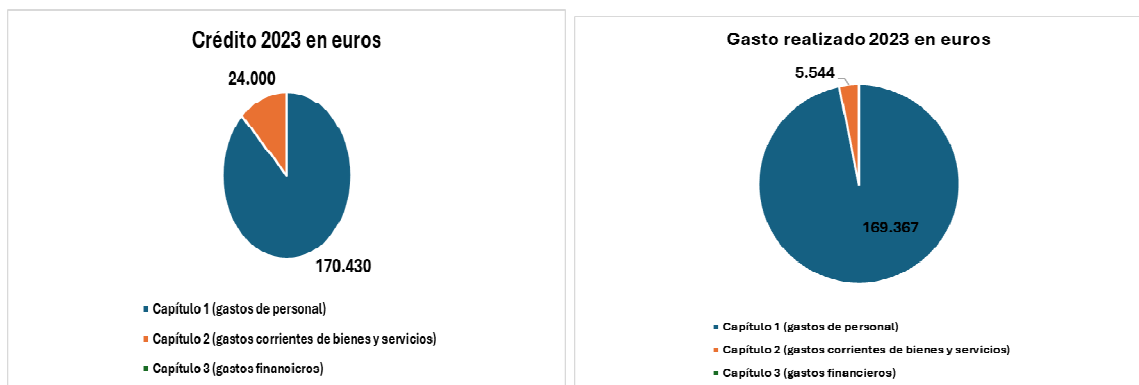 Crédito 2023 en euros
24.000
170.430
Capítulo 1 (gastos de personal)
Capítulo 2 (gastos corrientes de bienes y servicios)
Capítulo 3 (gastos financieros)
Gasto realizado 2023 en euros
5.544
169.367
Capítulo 1 (gastos de personal)
Capítulo 2 (gastos corrientes de bienes y servicios)
Capítulo 3 (gastos financieros)